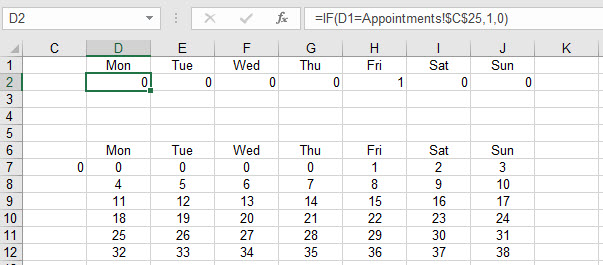 D2 fx =IF(D1=Appointments!$C$25,1,0)
C D E F G H I J K
1 Mon Tue Wed Thu Fri Sat Sun
2 0 0 0 0 1 0 0
3
4
5
6 Mon Tue Wed Thu Fri Sat Sun
7 0 0 0 0 0 1 2 3
8 4 5 6 7 8 9 10
9 11 12 13 14 15 16 17
10 18 19 20 21 22 23 24
11 25 26 27 28 29 30 31
12 32 33 34 35 36 37 38